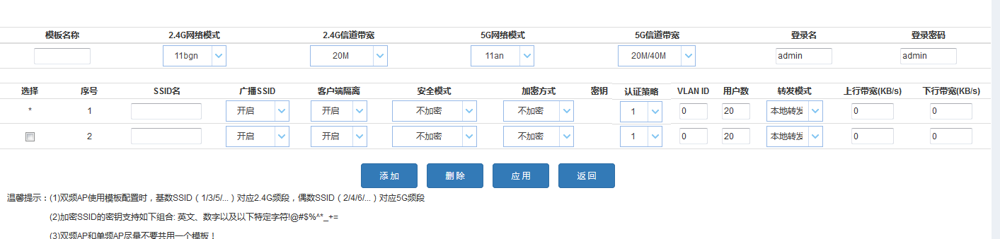 模板名称 2.4G网络模式 2.4G信道带宽 5G网络模式 5G信道带宽 登录名 登录密码
11bgn 20M 11an 20M/40M admin admin
选择 序号 SSID名 广播SSID 客户端隔离 安全模式 加密方式 密钥 认证策略 VLAN ID 用户数 转发模式 上行带宽(KB/s) 下行带宽(KB/s)
* 1 开启 开启 不加密 不加密 1 0 20 本地转发 0 0
2 开启 开启 不加密 不加密 1 0 20 本地转发 0 0
添加 删除 应用 返回
温馨提示：(1)双频AP使用模板配置时，基数SSID（1/3/5/...）对应2.4G频段，偶数SSID（2/4/6/...）对应5G频段
(2)加密SSID的密钥支持如下组合: 英文、数字以及以下特定字符!@#$%^*_+=
(3)双频AP和单频AP尽量不要共用一个模板！